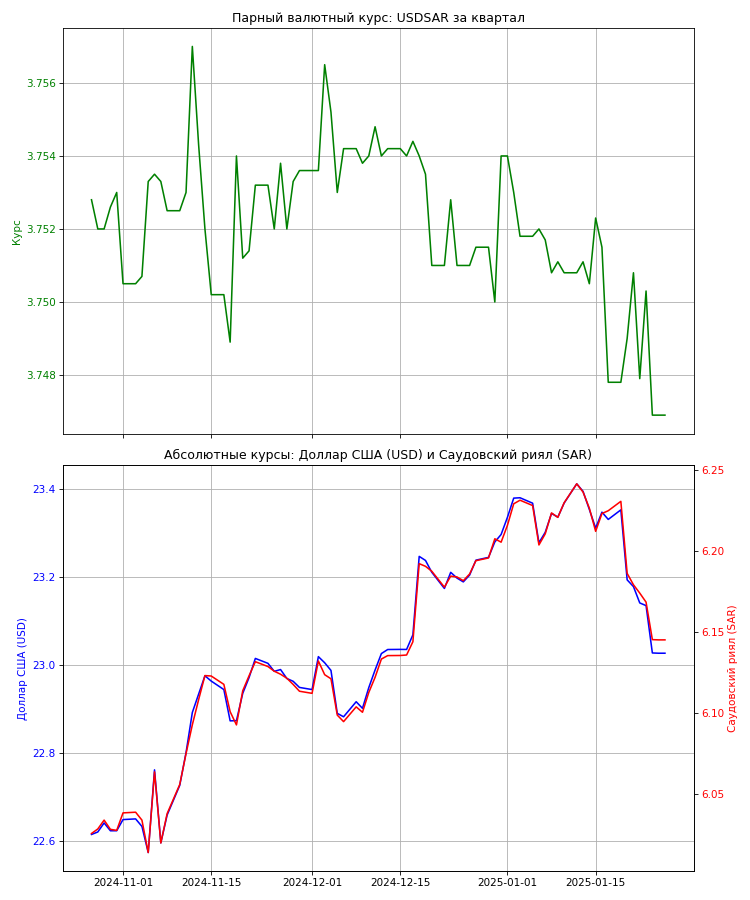 Парный валютный курс: USDSAR за квартал
3.756
3.754
3.752
3.750
3.748
Курс
Абсолютные курсы: Доллар США (USD) и Саудовский риял (SAR)
23.4
23.2
23.0
22.8
22.6
Доллар США (USD)
6.25
6.20
6.15
6.10
6.05
Саудовский риял (SAR)
2024-11-01 2024-11-15 2024-12-01 2024-12-15 2025-01-01 2025-01-15